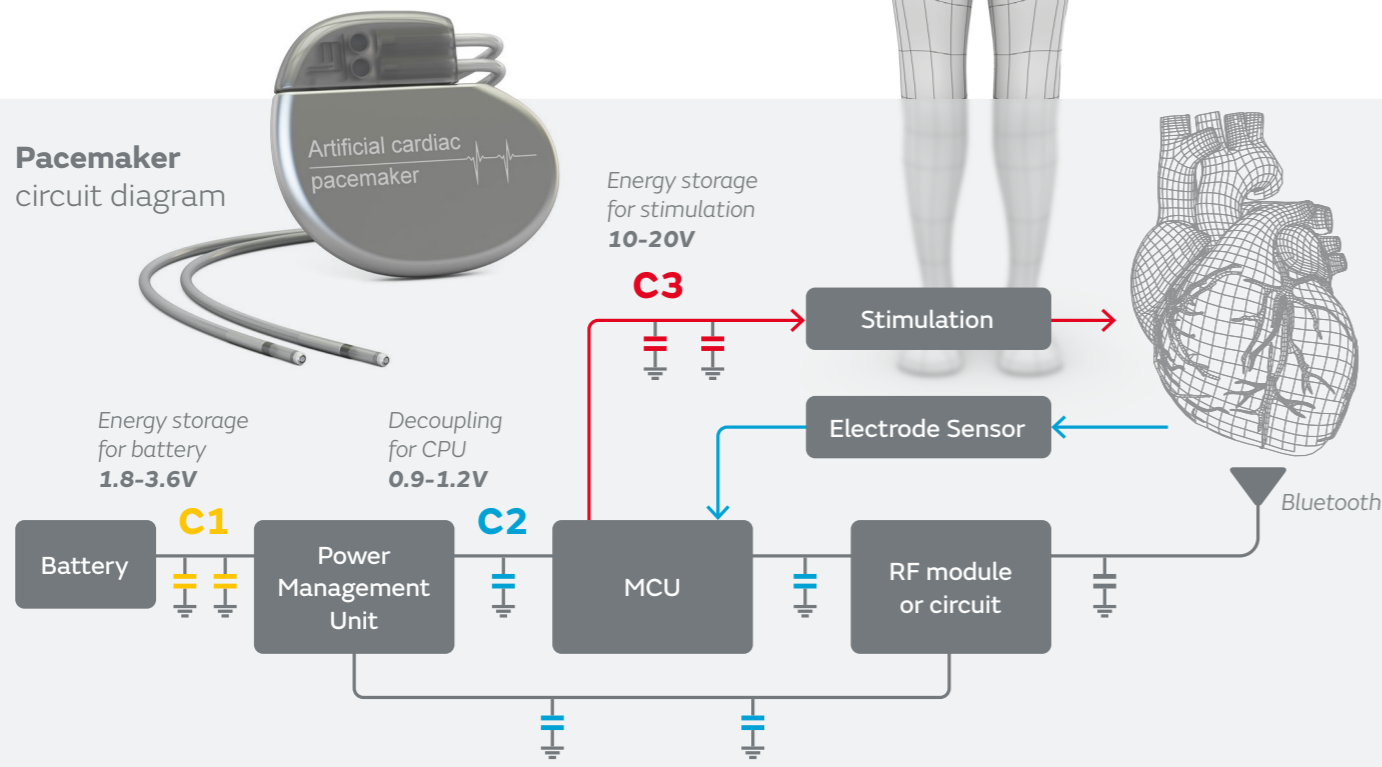 Pacemaker
circuit diagram
Artificial cardiac
pacemaker
Energy storage
for stimulation
10-20V
C3
Stimulation
Electrode Sensor
Energy storage
for battery
1.8-3.6V
C1
Decoupling
for CPU
0.9-1.2V
C2
Battery
Power
Management
Unit
MCU
RF module
or circuit
Bluetooth